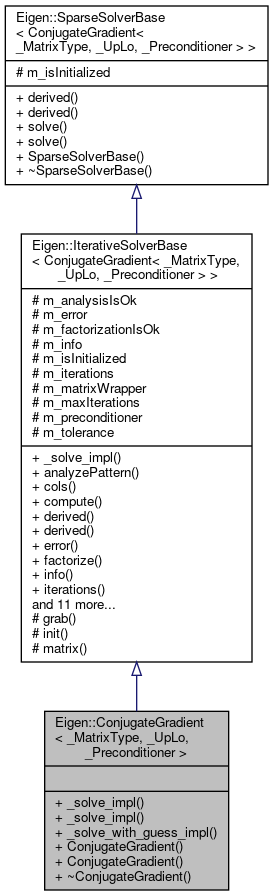 Eigen::SparseSolverBase
< ConjugateGradient<
_MatrixType, _UpLo, _Preconditioner > >
# m_isInitialized
+ derived()
+ derived()
+ solve()
+ solve()
+ SparseSolverBase()
+ ~SparseSolverBase()
Eigen::IterativeSolverBase
< ConjugateGradient< _MatrixType,
_UpLo, _Preconditioner > >
# m_analysisIsOk
# m_error
# m_factorizationIsOk
# m_info
# m_isInitialized
# m_iterations
# m_matrixWrapper
# m_maxIterations
# m_preconditioner
# m_tolerance
+ _solve_impl()
+ analyzePattern()
+ cols()
+ compute()
+ derived()
+ derived()
+ error()
+ factorize()
+ info()
+ iterations()
and 11 more...
# grab()
# init()
# matrix()
Eigen::ConjugateGradient
< _MatrixType, _UpLo,
_Preconditioner >
+ _solve_impl()
+ _solve_impl()
+ _solve_with_guess_impl()
+ ConjugateGradient()
+ ConjugateGradient()
+ ~ConjugateGradient()